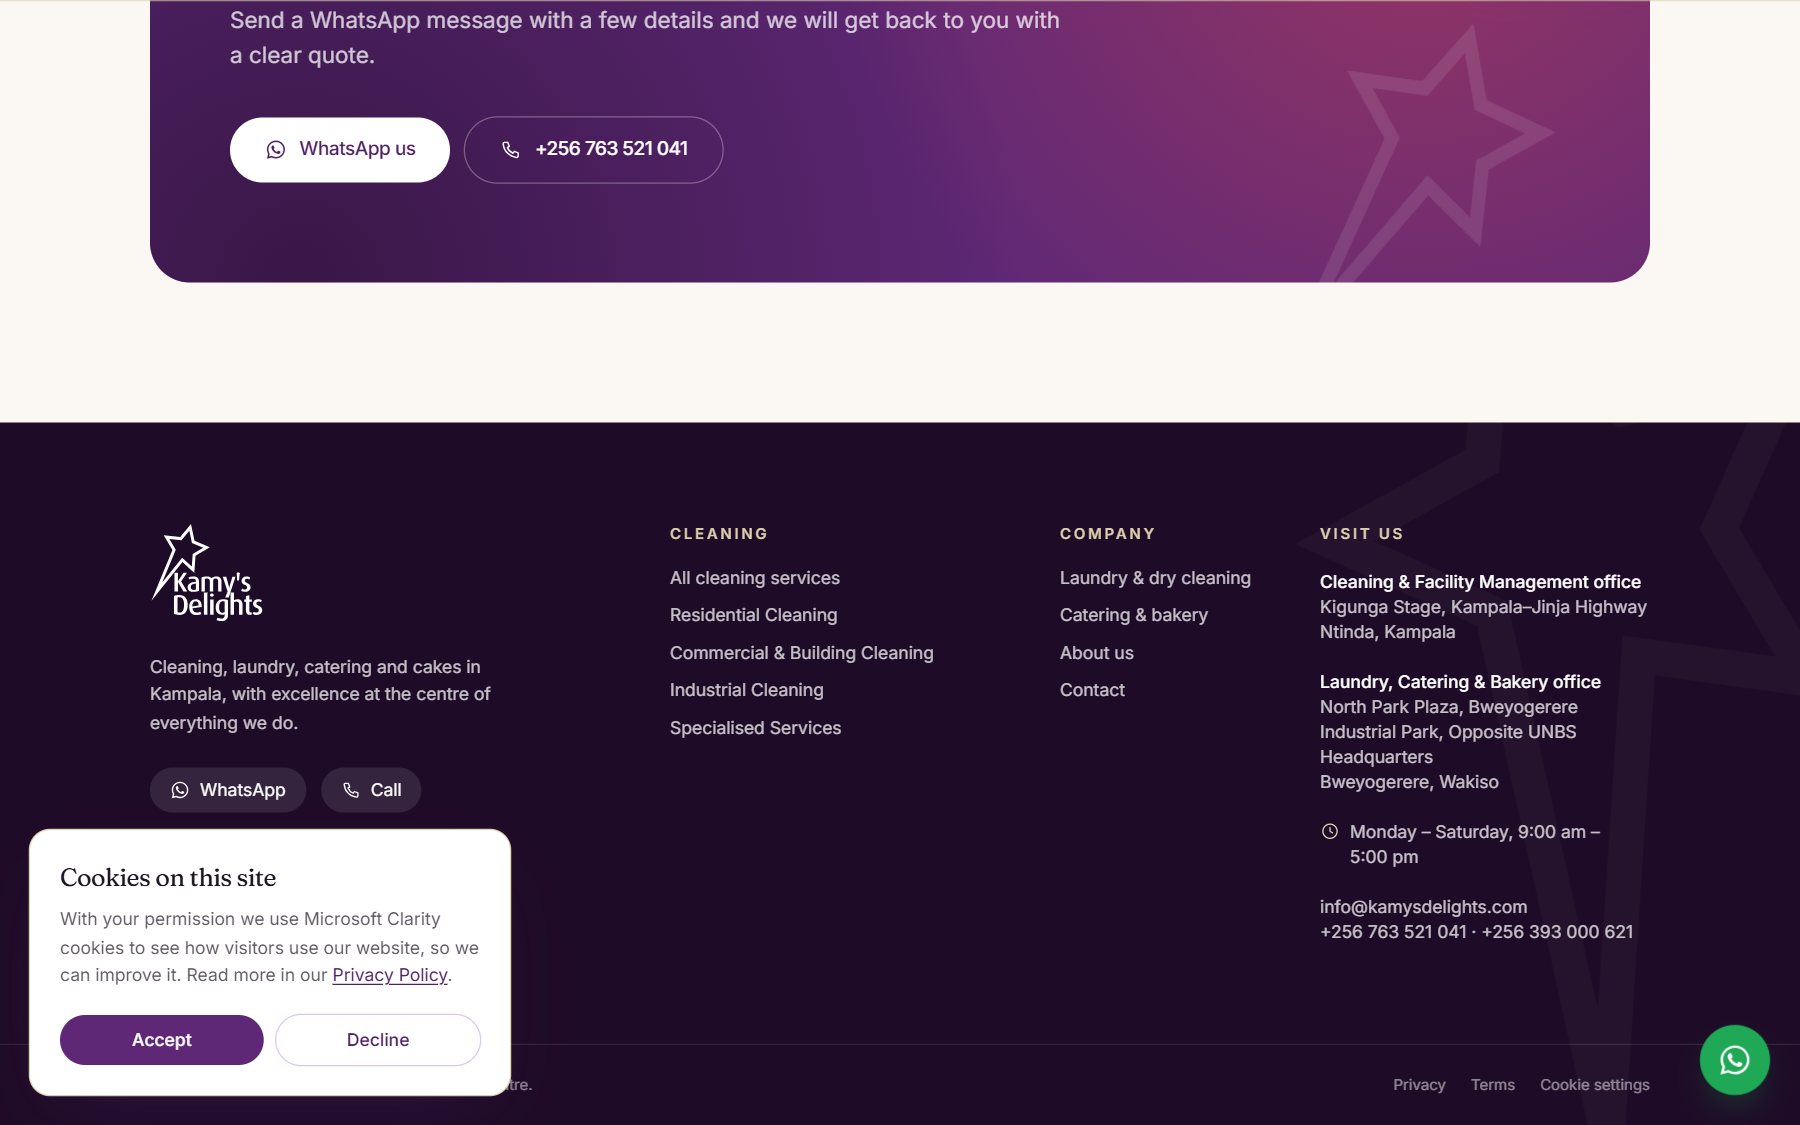 Send a WhatsApp message with a few details and we will get back to you with
a clear quote.
WhatsApp us
+256 763 521 041
Kamy's
Delights
Cleaning, laundry, catering and cakes in
Kampala, with excellence at the centre of
everything we do.
WhatsApp
Call
CLEANING
All cleaning services
Residential Cleaning
Commercial & Building Cleaning
Industrial Cleaning
Specialised Services
COMPANY
Laundry & dry cleaning
Catering & bakery
About us
Contact
VISIT US
Cleaning & Facility Management office
Kigunga Stage, Kampala–Jinja Highway
Ntinda, Kampala
Laundry, Catering & Bakery office
North Park Plaza, Bweyogerere
Industrial Park, Opposite UNBS
Headquarters
Bweyogerere, Wakiso
Monday – Saturday, 9:00 am –
5:00 pm
info@kamysdelights.com
+256 763 521 041 · +256 393 000 621
Cookies on this site
With your permission we use Microsoft Clarity
cookies to see how visitors use our website, so we
can improve it. Read more in our Privacy Policy.
Accept
Decline
Privacy
Terms
Cookie settings